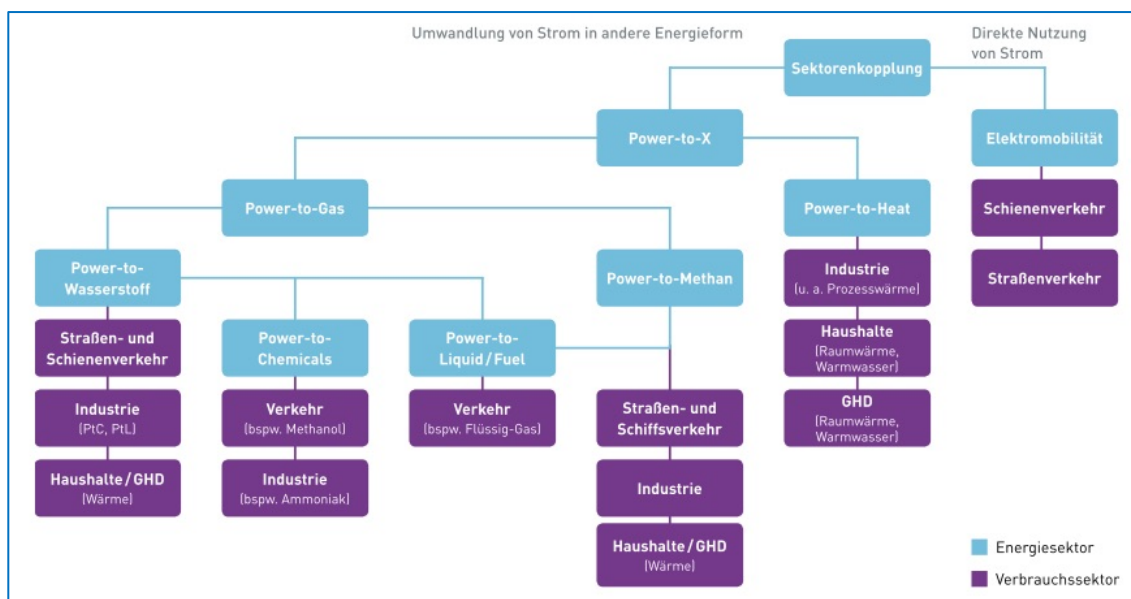 Umwandlung von Strom in andere Energieform
Direkte Nutzung
von Strom
Sektorenkopplung
Power-to-X
Elektromobilität
Power-to-Gas
Power-to-Heat
Schienenverkehr
Power-to-
Wasserstoff
Power-to-Methan
Industrie
(u. a. Prozesswärme)
Straßenverkehr
Straßen- und
Schienenverkehr
Power-to-
Chemicals
Power-to-
Liquid/Fuel
Haushalte
(Raumwärme,
Warmwasser)
Industrie
(PtC, PtL)
Verkehr
(bspw. Methanol)
Verkehr
(bspw. Flüssig-Gas)
Straßen- und
Schiffsverkehr
GHD
(Raumwärme,
Warmwasser)
Haushalte/GHD
(Wärme)
Industrie
(bspw. Ammoniak)
Industrie
Haushalte/GHD
(Wärme)
Energiesektor
Verbrauchssektor